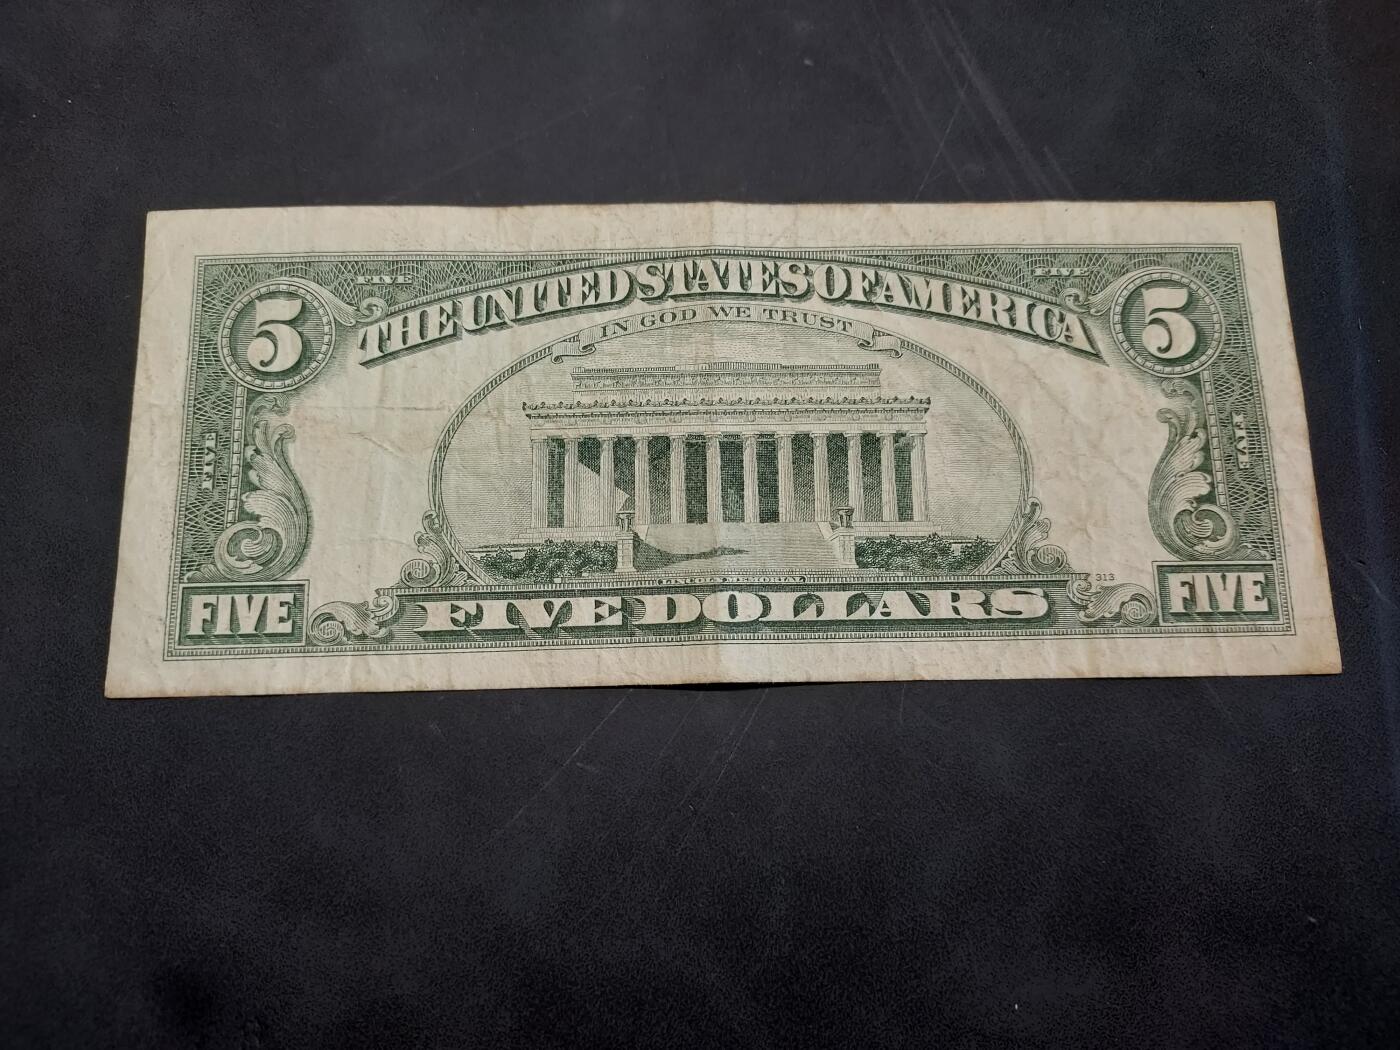 FIVE FIVE
5 THE UNITED STATES OF AMERICA 5
IN GOD WE TRUST
FIVE FIVE
LINCOLN MEMORIAL
313
FIVE FIVE DOLLARS FIVE